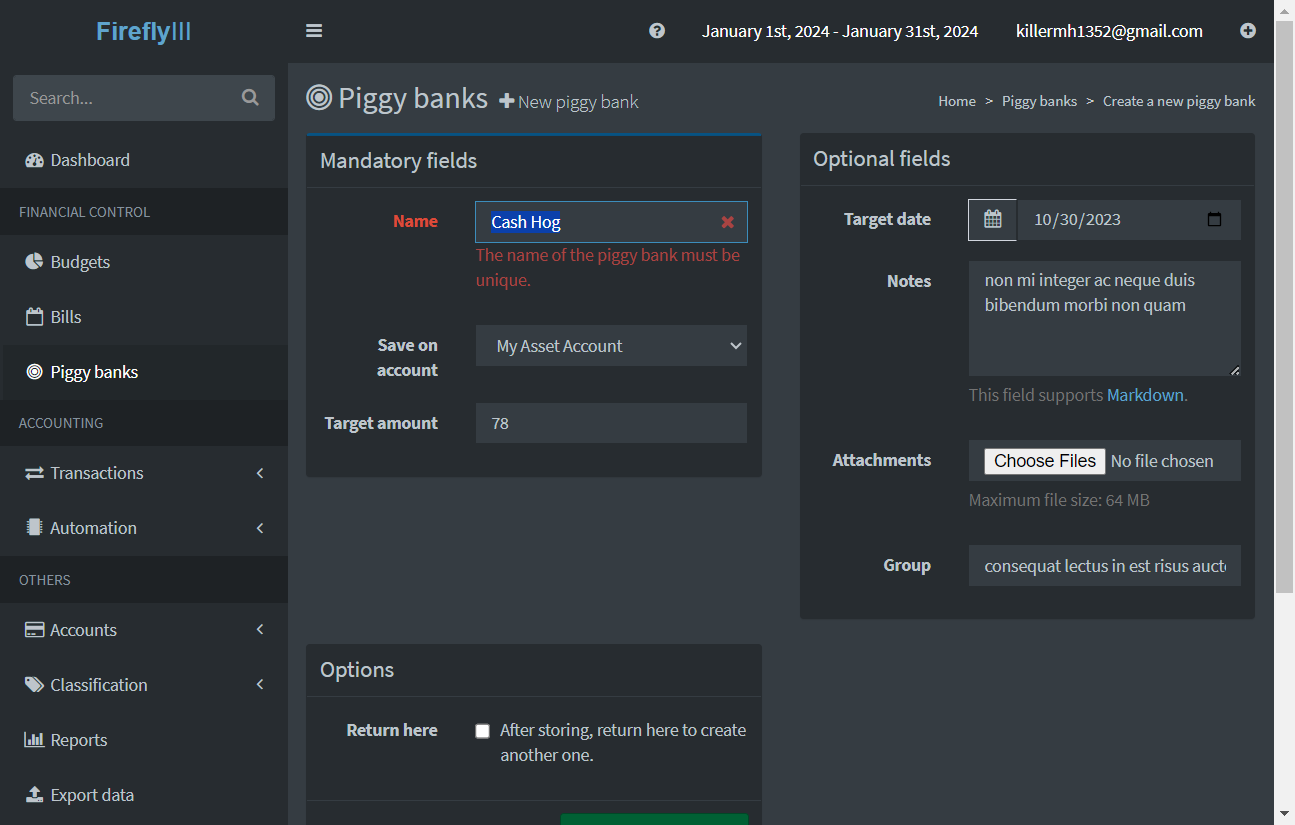 FireflyIII
January 1st, 2024 - January 31st, 2024
killermh1352@gmail.com
Search...
Dashboard
FINANCIAL CONTROL
Budgets
Bills
Piggy banks
ACCOUNTING
Transactions
Automation
OTHERS
Accounts
Classification
Reports
Export data
Piggy banks New piggy bank
Home > Piggy banks > Create a new piggy bank
Mandatory fields
Name
Cash Hog
The name of the piggy bank must be
unique.
Save on
account
My Asset Account
Target amount
78
Optional fields
Target date
10/30/2023
Notes
non mi integer ac neque duis
bibendum morbi non quam
This field supports Markdown.
Attachments
Choose Files No file chosen
Maximum file size: 64 MB
Group
consequat lectus in est risus aucto
Options
Return here
After storing, return here to create
another one.